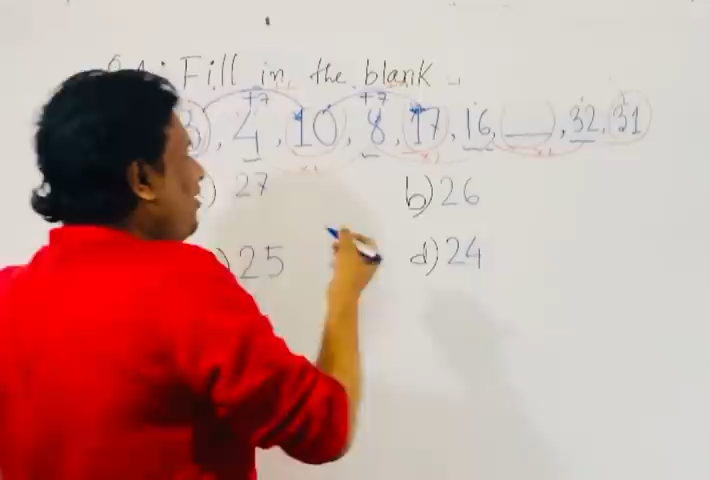 Fill in the blank
+7 +7
3, 4, 10, 8, 17, 16, ___, 32, 31
) 27 b) 26
) 25 d) 24